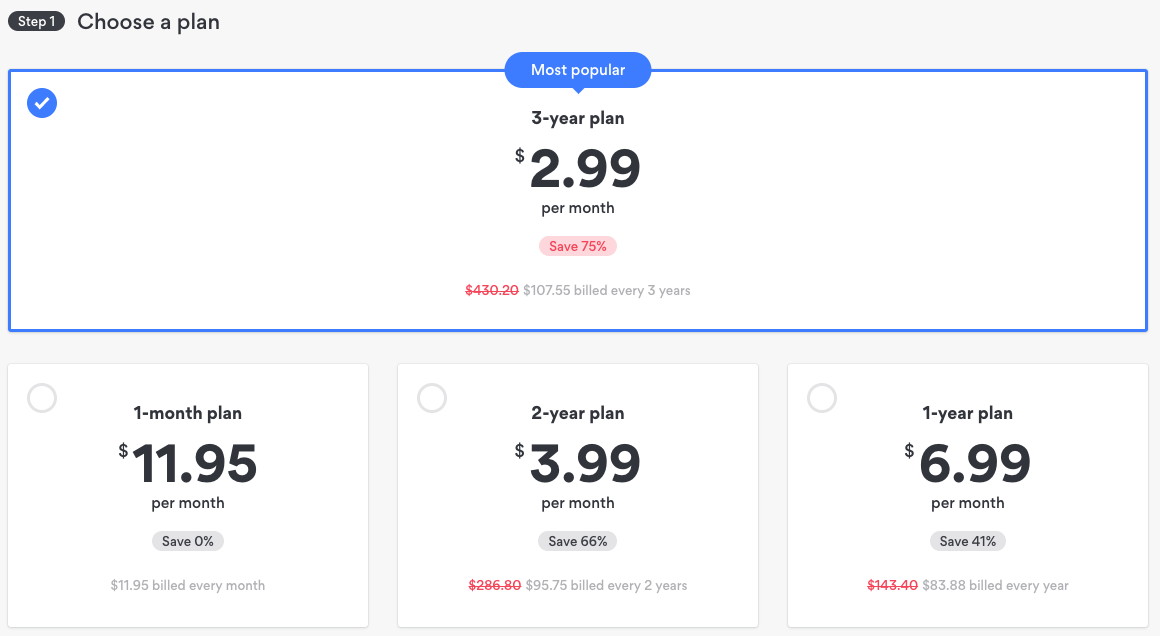 Step 1 Choose a plan
Most popular
3-year plan
$2.99
per month
Save 75%
$430.20 $107.55 billed every 3 years
1-month plan
$11.95
per month
Save 0%
$11.95 billed every month
2-year plan
$3.99
per month
Save 66%
$286.80 $95.75 billed every 2 years
1-year plan
$6.99
per month
Save 41%
$143.40 $83.88 billed every year